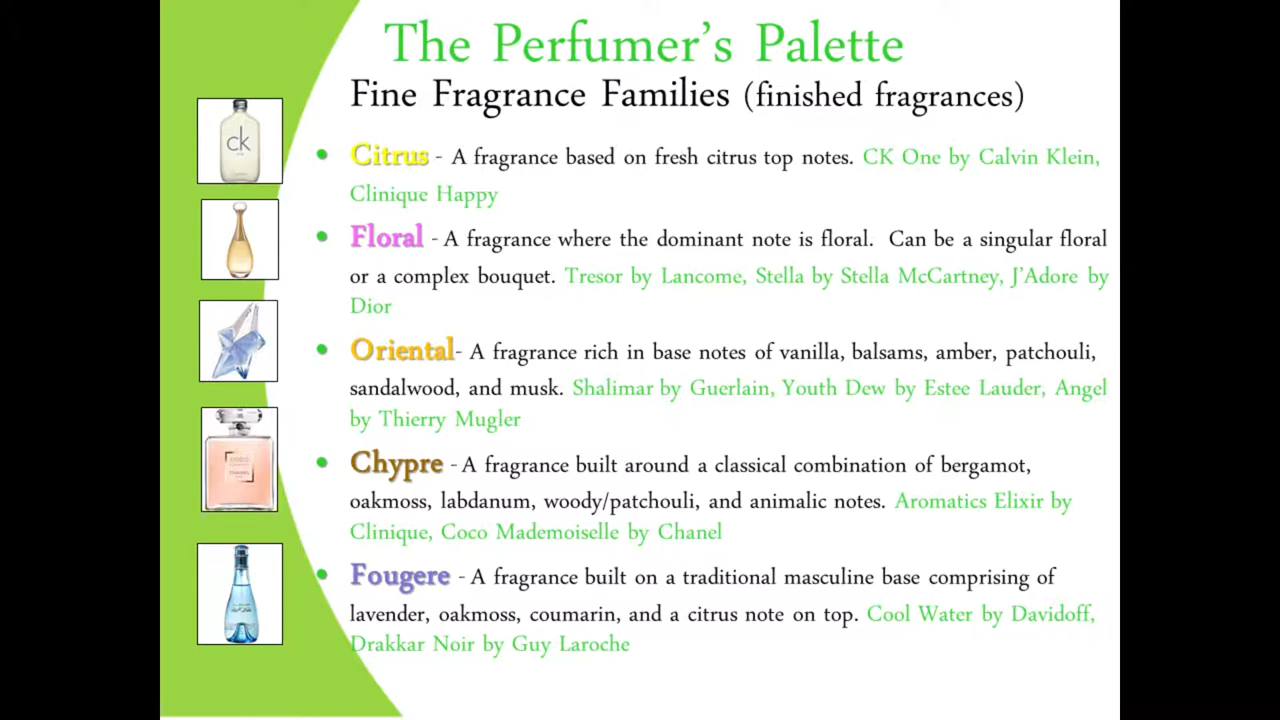 The Perfumer's Palette
Fine Fragrance Families (finished fragrances)
• Citrus - A fragrance based on fresh citrus top notes. CK One by Calvin Klein,
Clinique Happy
• Floral - A fragrance where the dominant note is floral. Can be a singular floral
or a complex bouquet. Tresor by Lancome, Stella by Stella McCartney, J'Adore by
Dior
• Oriental- A fragrance rich in base notes of vanilla, balsams, amber, patchouli,
sandalwood, and musk. Shalimar by Guerlain, Youth Dew by Estee Lauder, Angel
by Thierry Mugler
• Chypre - A fragrance built around a classical combination of bergamot,
oakmoss, labdanum, woody/patchouli, and animalic notes. Aromatics Elixir by
Clinique, Coco Mademoiselle by Chanel
• Fougere - A fragrance built on a traditional masculine base comprising of
lavender, oakmoss, coumarin, and a citrus note on top. Cool Water by Davidoff,
Drakkar Noir by Guy Laroche
ck
CHANEL